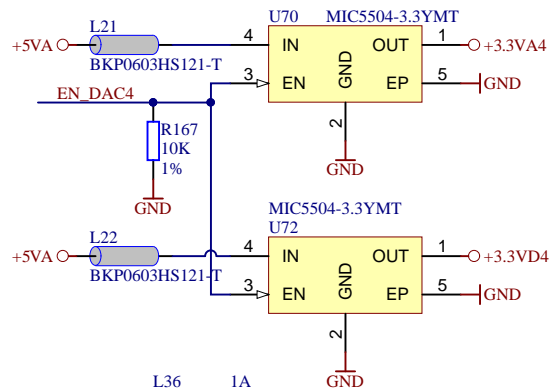 L21
U70 MIC5504-3.3YMT
+5VA 4 IN OUT 1 +3.3VA4
BKP0603HS121-T
3 EN GND EP 5 GND
EN_DAC4
2
R167
10K
1%
GND
GND
MIC5504-3.3YMT
U72
L22
+5VA 4 IN OUT 1 +3.3VD4
BKP0603HS121-T
3 EN GND EP 5 GND
2
GND
L36 1A